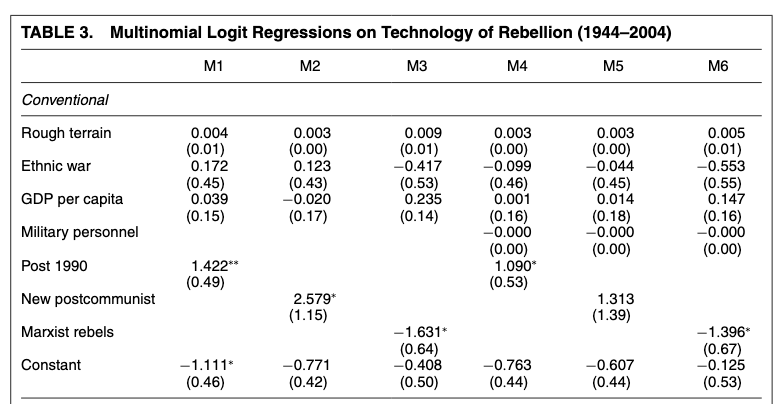 TABLE 3. Multinomial Logit Regressions on Technology of Rebellion (1944–2004)
M1 M2 M3 M4 M5 M6
Conventional
Rough terrain 0.004 0.003 0.009 0.003 0.003 0.005
(0.01) (0.00) (0.01) (0.00) (0.00) (0.01)
Ethnic war 0.172 0.123 −0.417 −0.099 −0.044 −0.553
(0.45) (0.43) (0.53) (0.46) (0.45) (0.55)
GDP per capita 0.039 −0.020 0.235 0.001 0.014 0.147
(0.15) (0.17) (0.14) (0.16) (0.18) (0.16)
Military personnel −0.000 −0.000 −0.000
(0.00) (0.00) (0.00)
Post 1990 1.422** 1.090*
(0.49) (0.53)
New postcommunist 2.579* 1.313
(1.15) (1.39)
Marxist rebels −1.631* −1.396*
(0.64) (0.67)
Constant −1.111* −0.771 −0.408 −0.763 −0.607 −0.125
(0.46) (0.42) (0.50) (0.44) (0.44) (0.53)